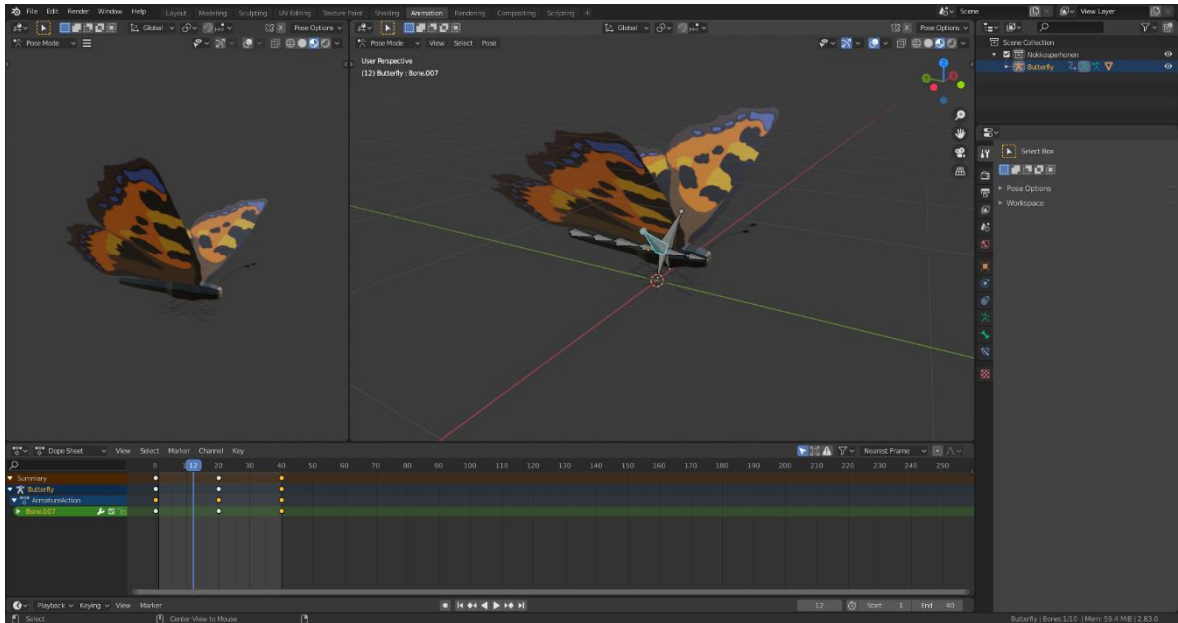 File Edit Render Window Help Layout Modeling Sculpting UV Editing Texture Paint Shading Animation Rendering Compositing Scripting + Scene View Layer
Global Pose Options Global Pose Options
Pose Mode Pose Mode View Select Pose
User Perspective
(12) Butterfly : Bone.007
Z
Y
Scene Collection
Nokkosperhonen
Butterfly
Select Box
Pose Options
Workspace
Dope Sheet View Select Marker Channel Key Nearest Frame
0 12 20 30 40 50 60 70 80 90 100 110 120 130 140 150 160 170 180 190 200 210 220 230 240 250
Summary
Butterfly
ArmatureAction
Bone.007
Playback Keying View Marker 12 Start 1 End 40
Select Center View to Mouse Butterfly | Bones:1/10 | Mem: 59.4 MiB | 2.83.0